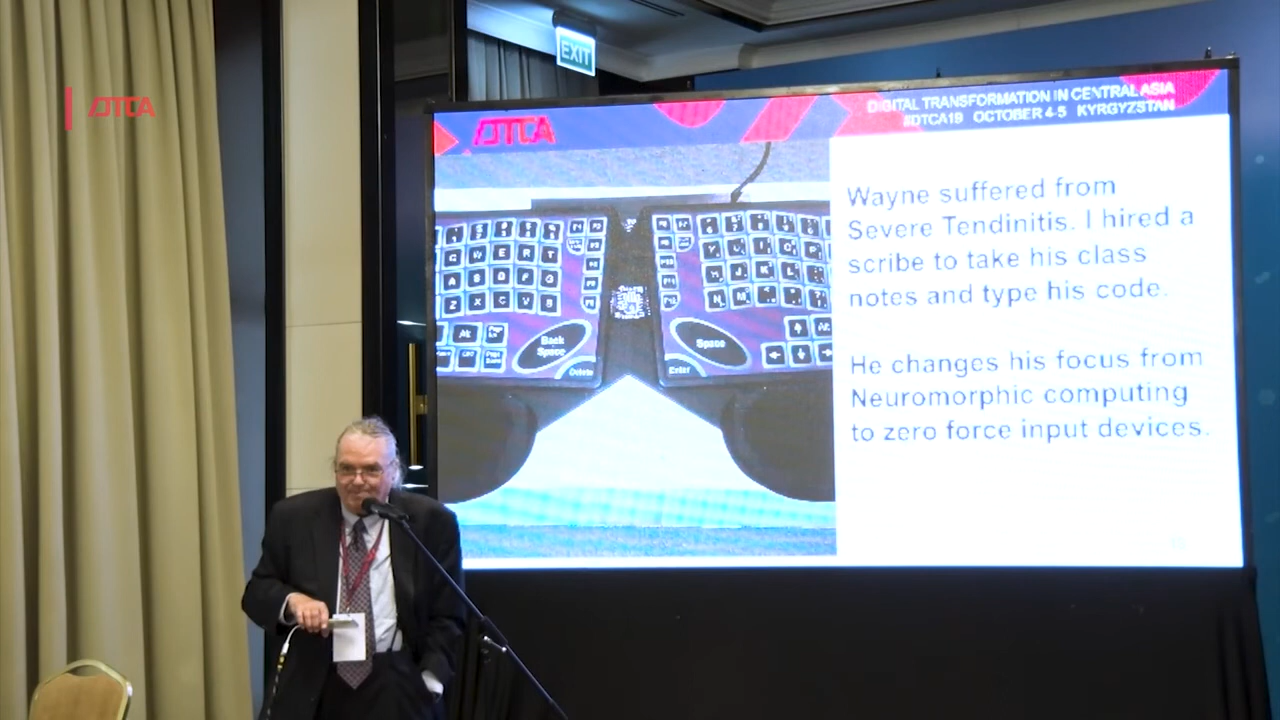 DTCA
EXIT
DTCA
DIGITAL TRANSFORMATION IN CENTRAL ASIA
#DTCA19 OCTOBER 4-5 KYRGYZSTAN
Wayne suffered from
Severe Tendinitis. I hired a
scribe to take his class
notes and type his code.
He changes his focus from
Neuromorphic computing
to zero force input devices.
W E R T
A S D F G
Z X C V B
Alt
Back
Space
Delete
Y U I O P
H J K L
N M
Space
Enter